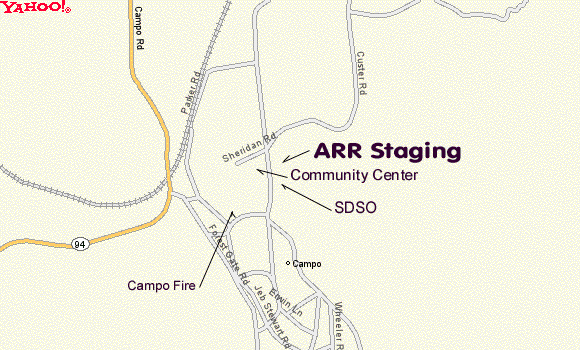 YAHOO!
Campo Rd
Parker Rd
Custer Rd
Sheridan Rd
ARR Staging
Community Center
SDSO
94
Forest Gate Rd
Campo
Campo Fire
Jeb Stewart Rd
Erwin Ln
Wheeler R